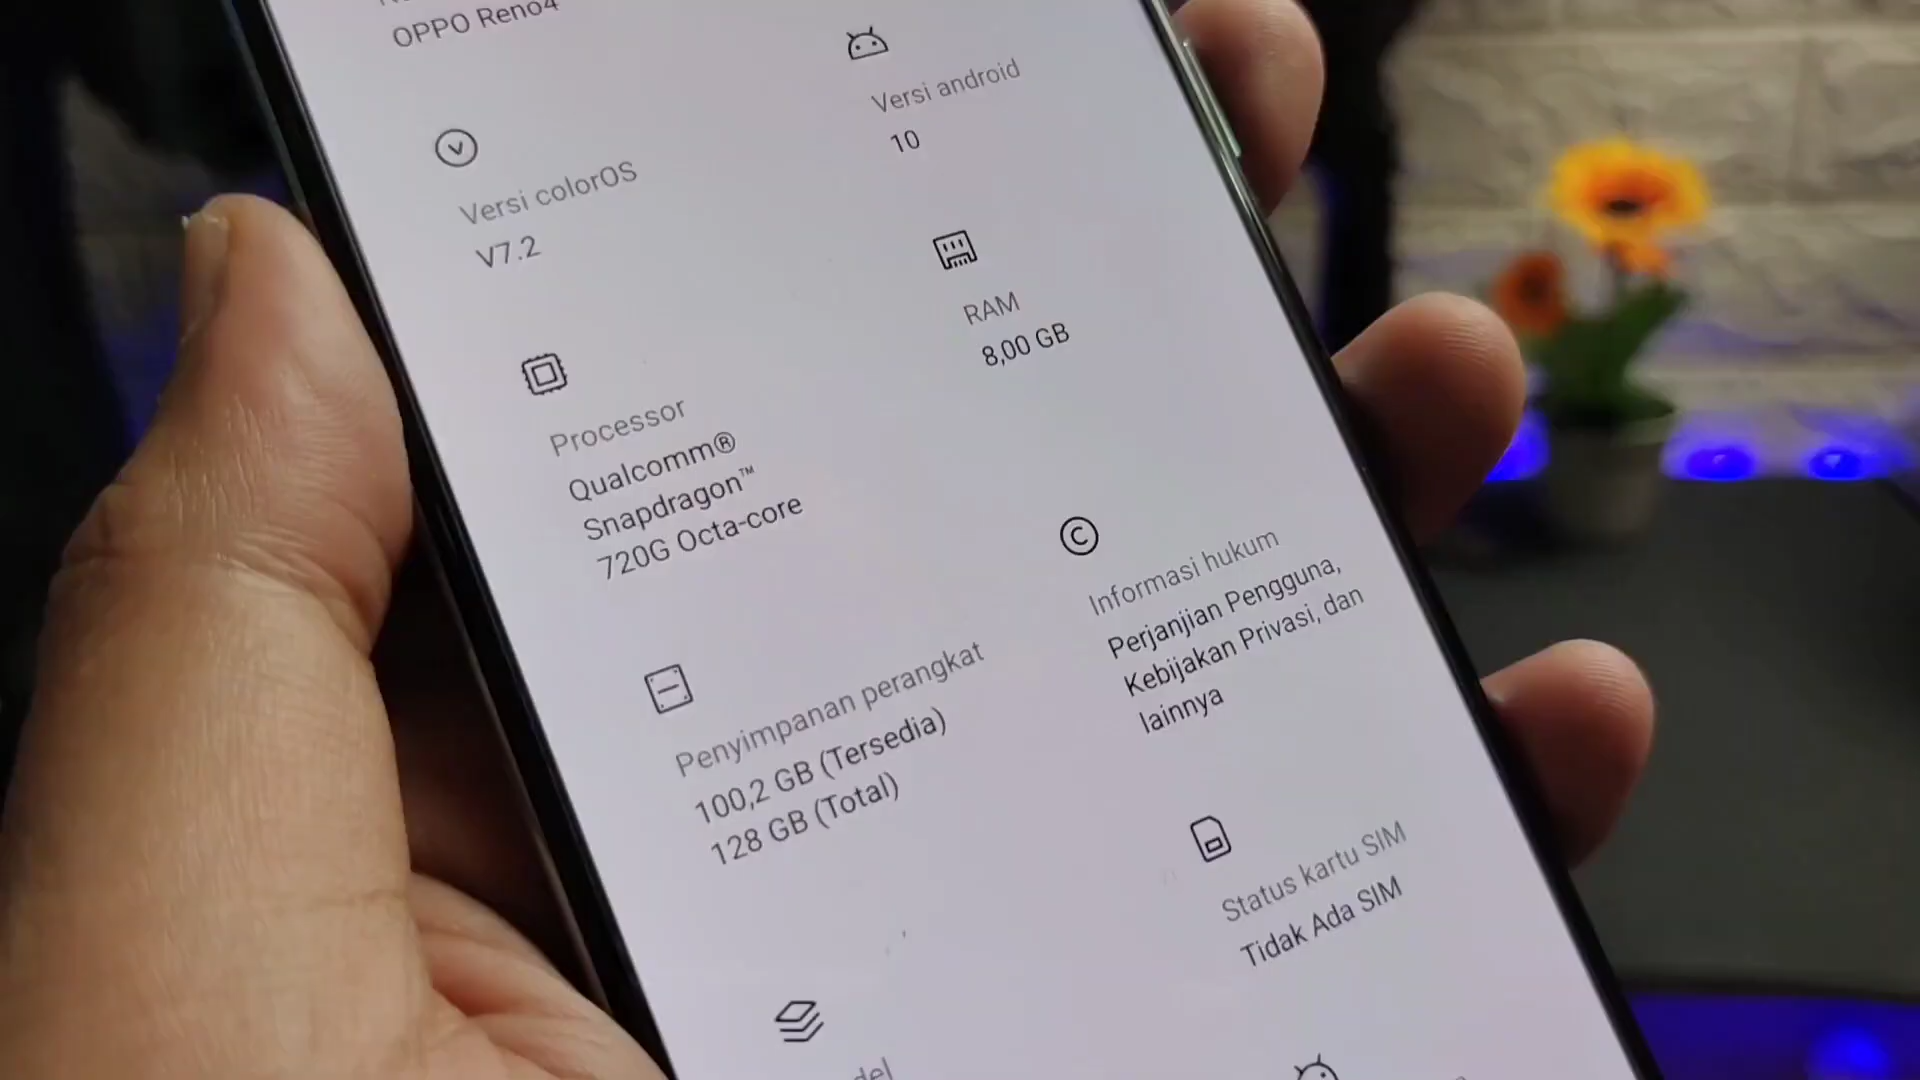 OPPO Reno4
Versi android
10
Versi colorOS
V7.2
RAM
8,00 GB
Processor
Qualcomm®
Snapdragon™
720G Octa-core
Informasi hukum
Perjanjian Pengguna,
Kebijakan Privasi, dan
lainnya
Penyimpanan perangkat
100,2 GB (Tersedia)
128 GB (Total)
Status kartu SIM
Tidak Ada SIM